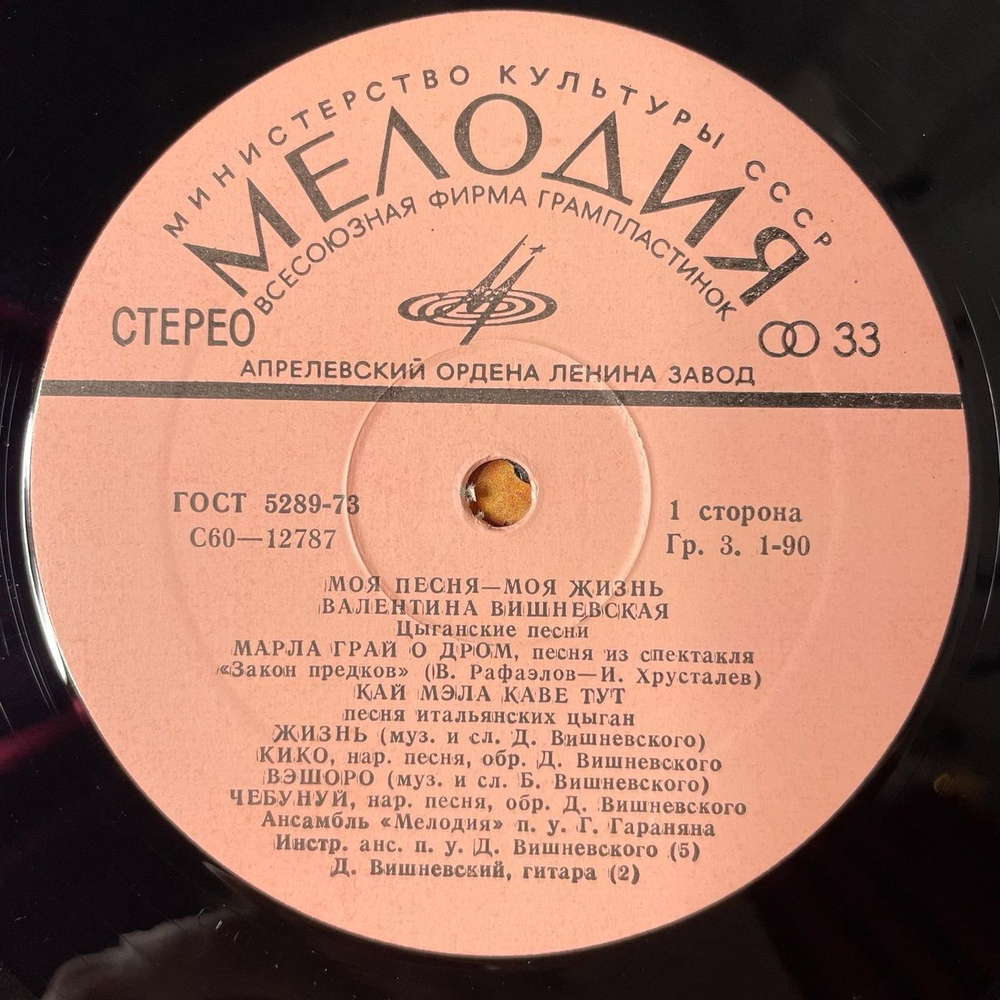 МИНИСТЕРСТВО КУЛЬТУРЫ СССР
МЕЛОДИЯ
ВСЕСОЮЗНАЯ ФИРМА ГРАМПЛАСТИНОК
СТЕРЕО
33
АПРЕЛЕВСКИЙ ОРДЕНА ЛЕНИНА ЗАВОД
ГОСТ 5289-73
С60—12787
1 сторона
Гр. 3. 1-90
МОЯ ПЕСНЯ—МОЯ ЖИЗНЬ
ВАЛЕНТИНА ВИШНЕВСКАЯ
Цыганские песни
МАРЛА ГРАЙ О ДРОМ, песня из спектакля
«Закон предков» (В. Рафаэлов—И. Хрусталев)
КАЙ МЭЛА КАВЕ ТУТ
песня итальянских цыган
ЖИЗНЬ (муз. и сл. Д. Вишневского)
КИКО, нар. песня, обр. Д. Вишневского
ВЭШОРО (муз. и сл. Б. Вишневского)
ЧЕБУНУЙ, нар. песня, обр. Д. Вишневского
Ансамбль «Мелодия» п. у. Г. Гараняна
Инстр. анс. п. у. Д. Вишневского (5)
Д. Вишневский, гитара (2)